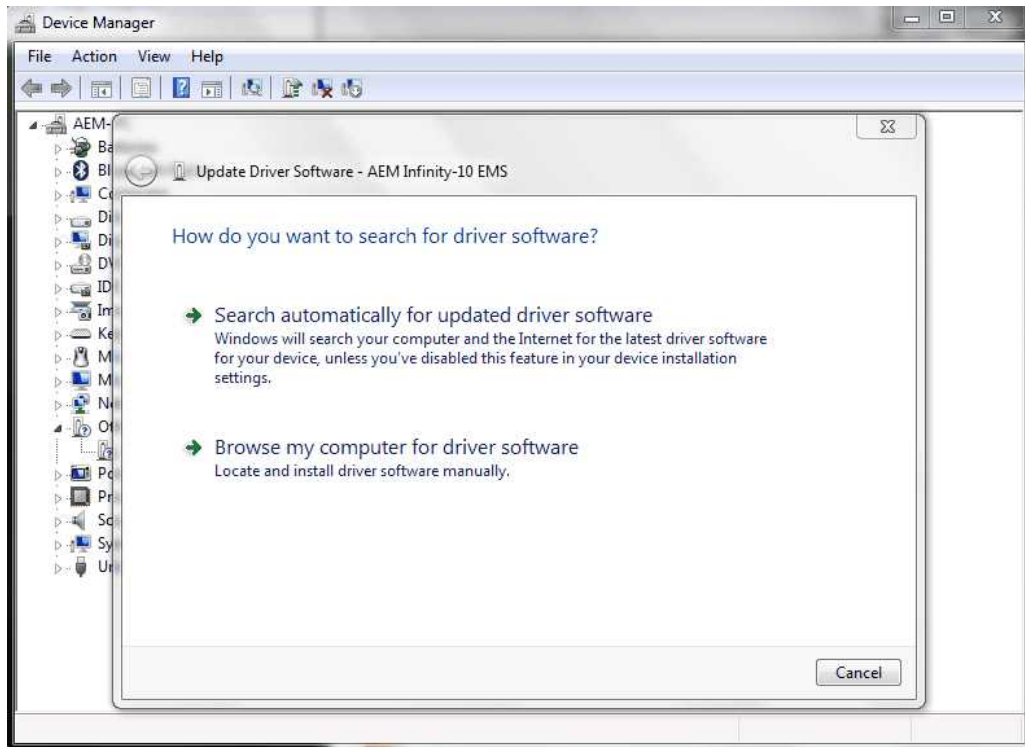 Device Manager
File Action View Help
AEM-
Update Driver Software - AEM Infinity-10 EMS
How do you want to search for driver software?
Search automatically for updated driver software
Windows will search your computer and the Internet for the latest driver software
for your device, unless you've disabled this feature in your device installation
settings.
Browse my computer for driver software
Locate and install driver software manually.
Cancel